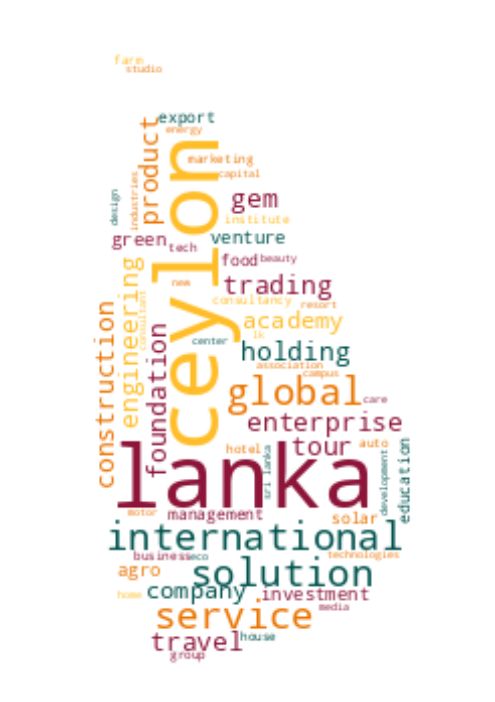 farm
studio
export
energy
product
marketing
capital
industries
design
gem
institute
ceylon
green
tech
venture
food
beauty
new
trading
consultancy
resort
engineering
consultant
construction
academy
lk
center
holding
foundation
association
campus
global
care
enterprise
tour
auto
hotel
sri lanka
development
education
lanka
motor
management
solar
international
business
eco
technologies
agro
solution
home
company
investment
media
service
travel
house
group